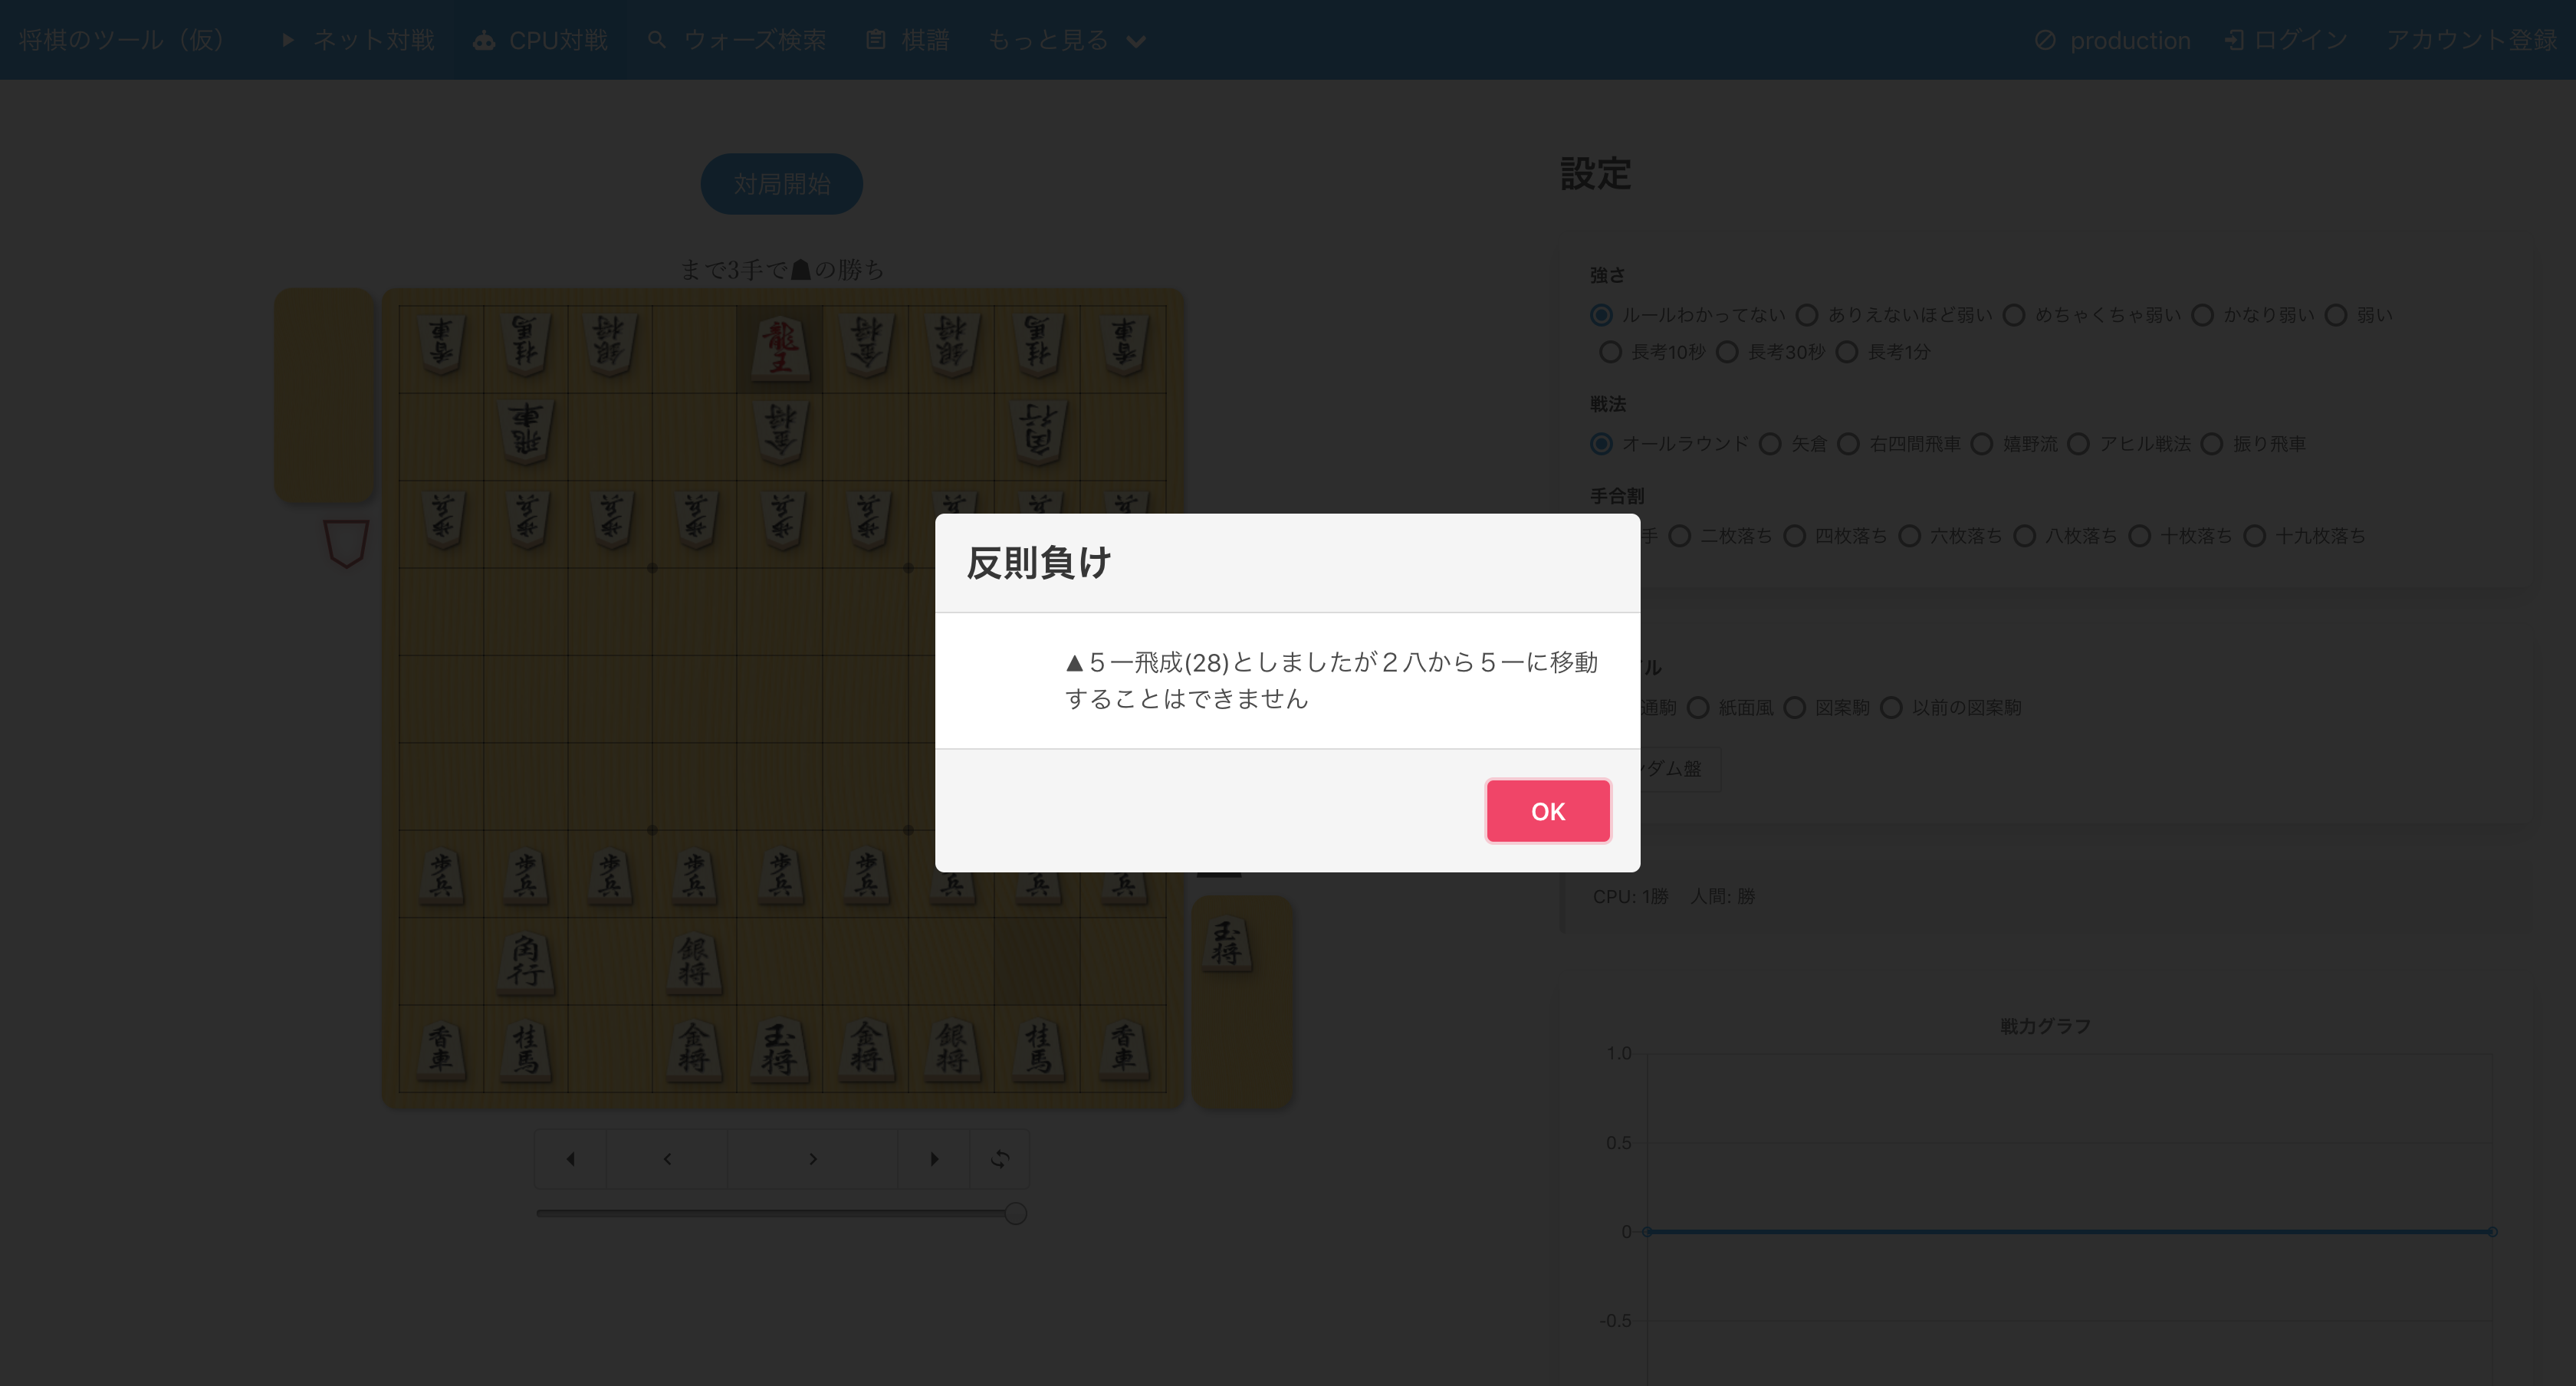 将棋のツール（仮） ネット対戦 CPU対戦 ウォーズ検索 棋譜 もっと見る production ログイン アカウント登録
対局開始
まで3手で☗の勝ち
香車 桂馬 銀将 龍王 金将 銀将 桂馬 香車
飛車 金将 角行
歩兵 歩兵 歩兵 歩兵 歩兵 歩兵 歩兵 歩兵 歩兵
歩兵 歩兵 歩兵 歩兵 歩兵 歩兵 歩兵 歩兵 歩兵
角行 銀将
香車 桂馬 金将 玉将 金将 銀将 桂馬 香車
玉将
反則負け
▲５一飛成(28)としましたが２八から５一に移動
することはできません
OK
設定
強さ
ルールわかってない ありえないほど弱い めちゃくちゃ弱い かなり弱い 弱い
長考10秒 長考30秒 長考1分
戦法
オールラウンド 矢倉 右四間飛車 嬉野流 アヒル戦法 振り飛車
手合割
手 二枚落ち 四枚落ち 六枚落ち 八枚落ち 十枚落ち 十九枚落ち
ル
通駒 紙面風 図案駒 以前の図案駒
ダム盤
CPU: 1勝 人間: 勝
戦力グラフ
1.0
0.5
0
-0.5